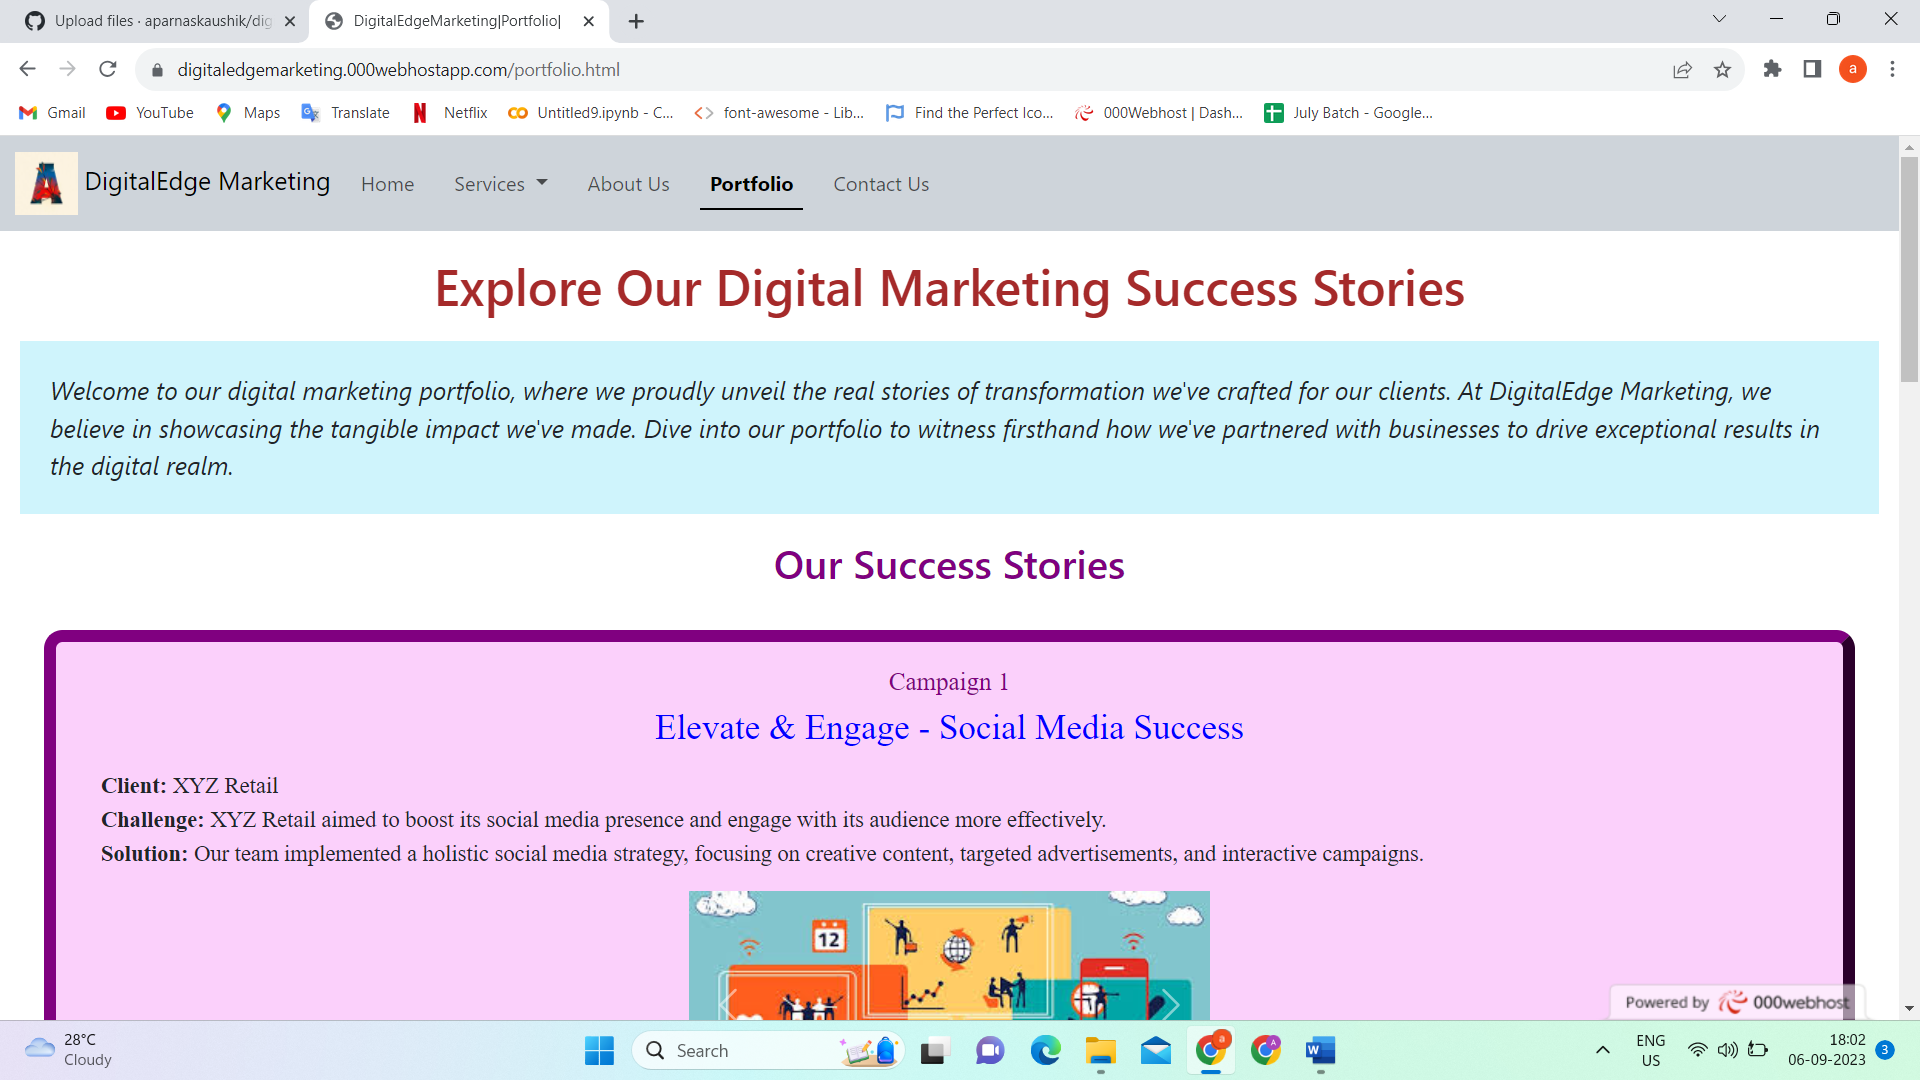 Upload files · aparnaskaushik/dig
DigitalEdgeMarketing|Portfolio|
digitaledgemarketing.000webhostapp.com/portfolio.html
a
Gmail
YouTube
Maps
Translate
Netflix
Untitled9.ipynb - C...
font-awesome - Lib...
Find the Perfect Ico...
000Webhost | Dash...
July Batch - Google...
A
DigitalEdge Marketing
Home
Services
About Us
Portfolio
Contact Us
Explore Our Digital Marketing Success Stories
Welcome to our digital marketing portfolio, where we proudly unveil the real stories of transformation we've crafted for our clients. At DigitalEdge Marketing, we
believe in showcasing the tangible impact we've made. Dive into our portfolio to witness firsthand how we've partnered with businesses to drive exceptional results in
the digital realm.
Our Success Stories
Campaign 1
Elevate & Engage - Social Media Success
Client: XYZ Retail
Challenge: XYZ Retail aimed to boost its social media presence and engage with its audience more effectively.
Solution: Our team implemented a holistic social media strategy, focusing on creative content, targeted advertisements, and interactive campaigns.
12
Powered by 000webhost
28°C
Cloudy
Search
a
A
W
ENG
US
18:02
06-09-2023
3